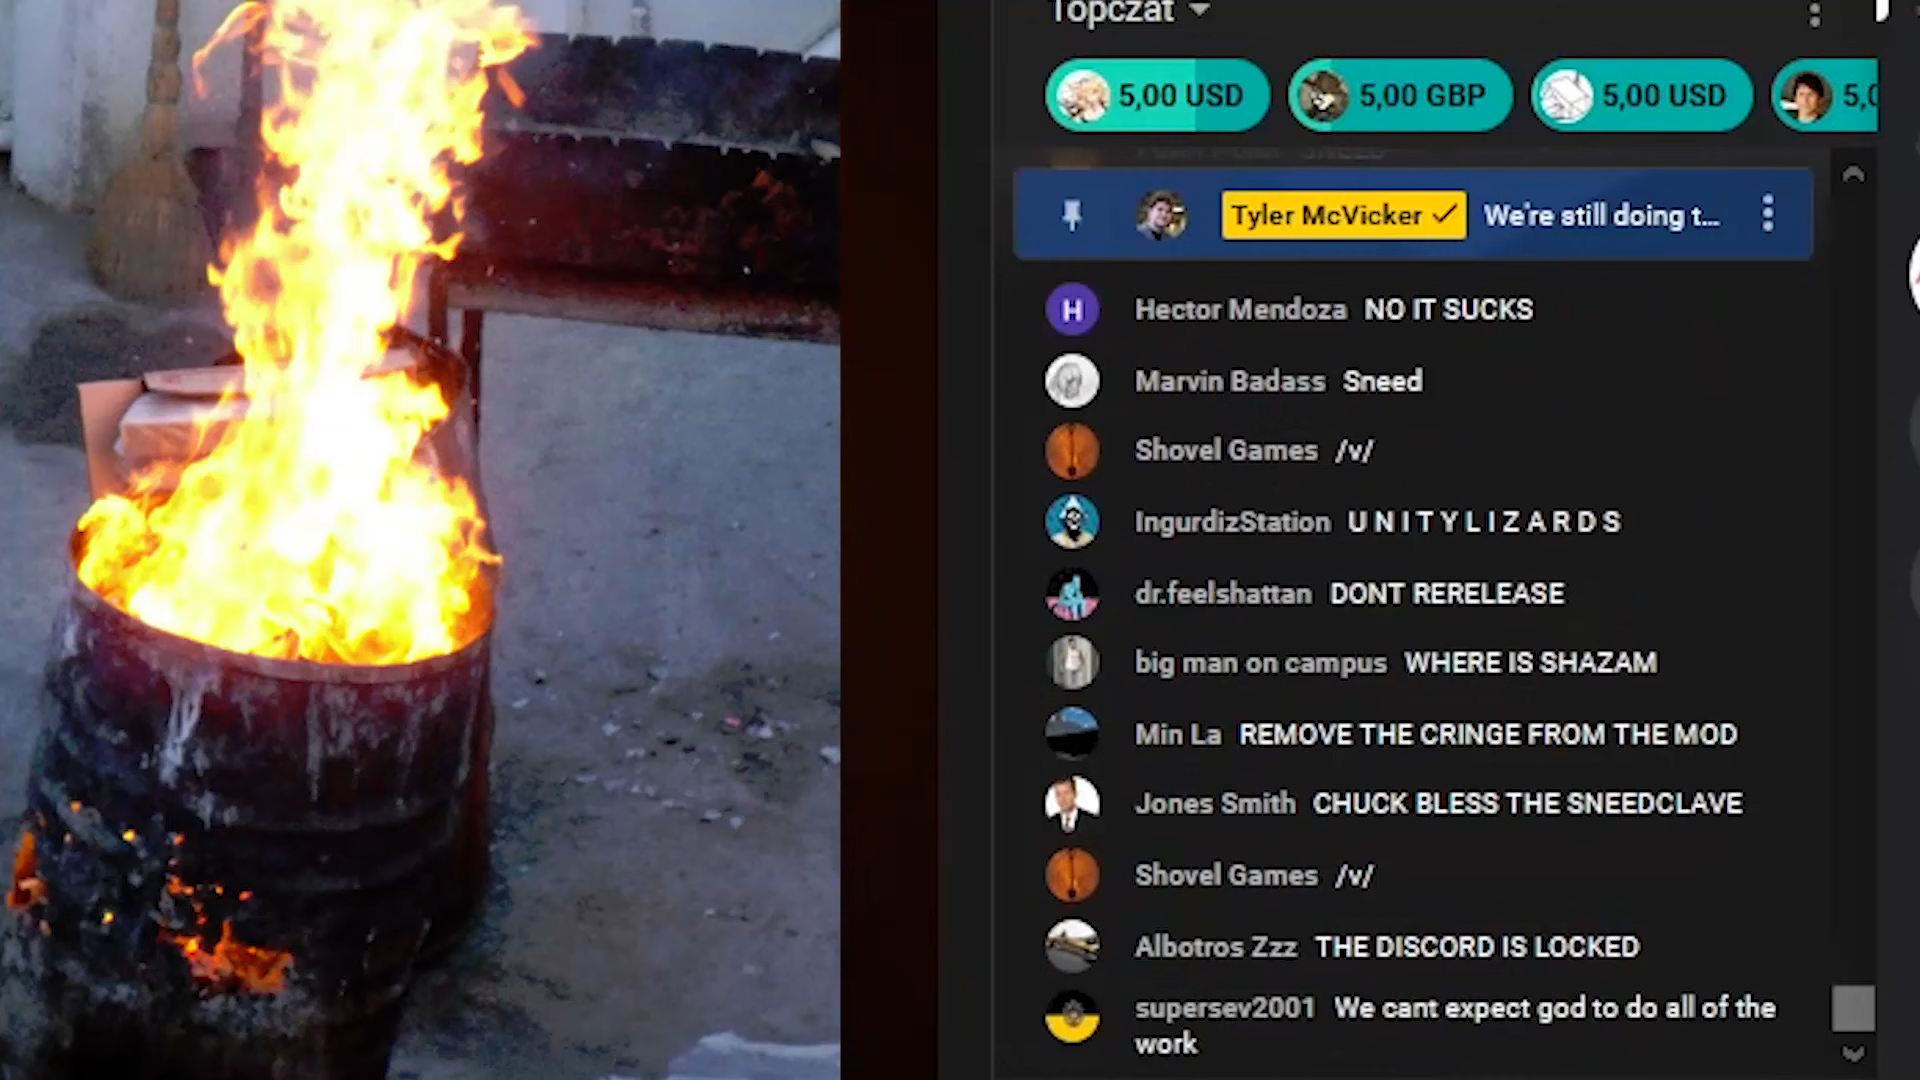 Topczat
5,00 USD
5,00 GBP
5,00 USD
Tyler McVicker We're still doing t...
Hector Mendoza NO IT SUCKS
Marvin Badass Sneed
Shovel Games /v/
IngurdizStation U N I T Y L I Z A R D S
dr.feelshattan DONT RERELEASE
big man on campus WHERE IS SHAZAM
Min La REMOVE THE CRINGE FROM THE MOD
Jones Smith CHUCK BLESS THE SNEEDCLAVE
Shovel Games /v/
Albotros Zzz THE DISCORD IS LOCKED
supersev2001 We cant expect god to do all of the
work